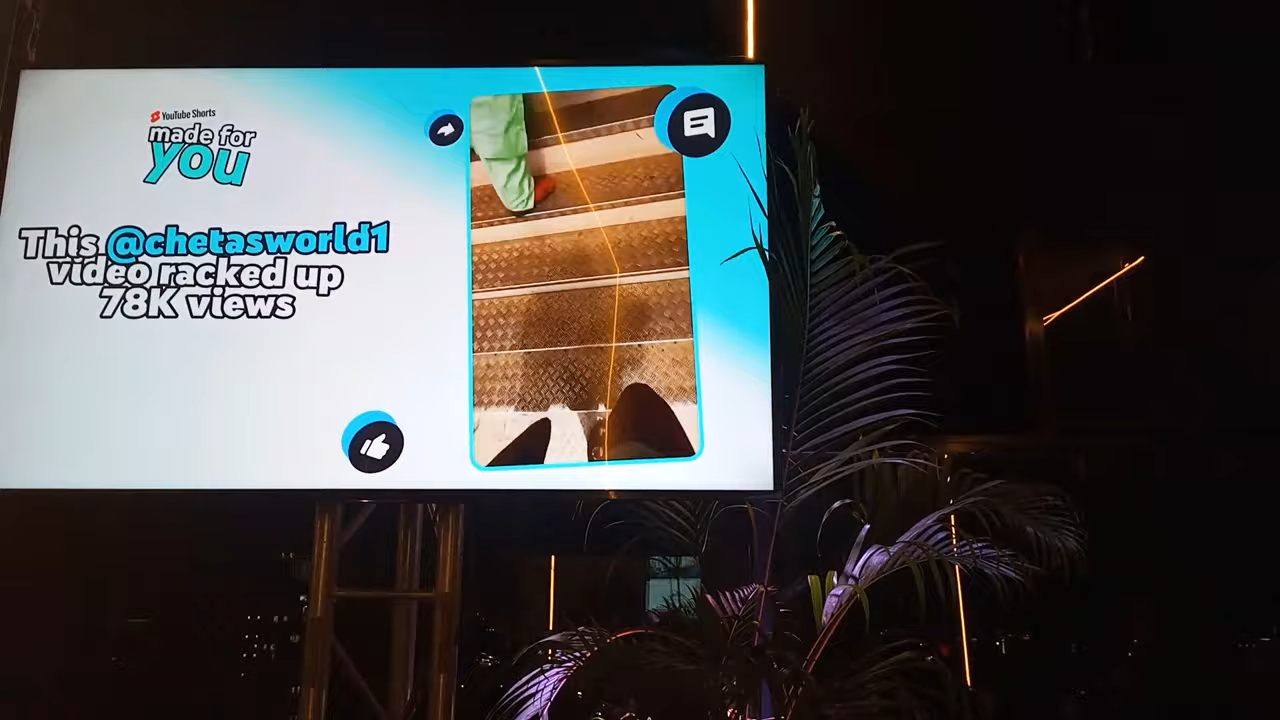 YouTube Shorts
made for
you
This @chetasworld1
video racked up
78K views